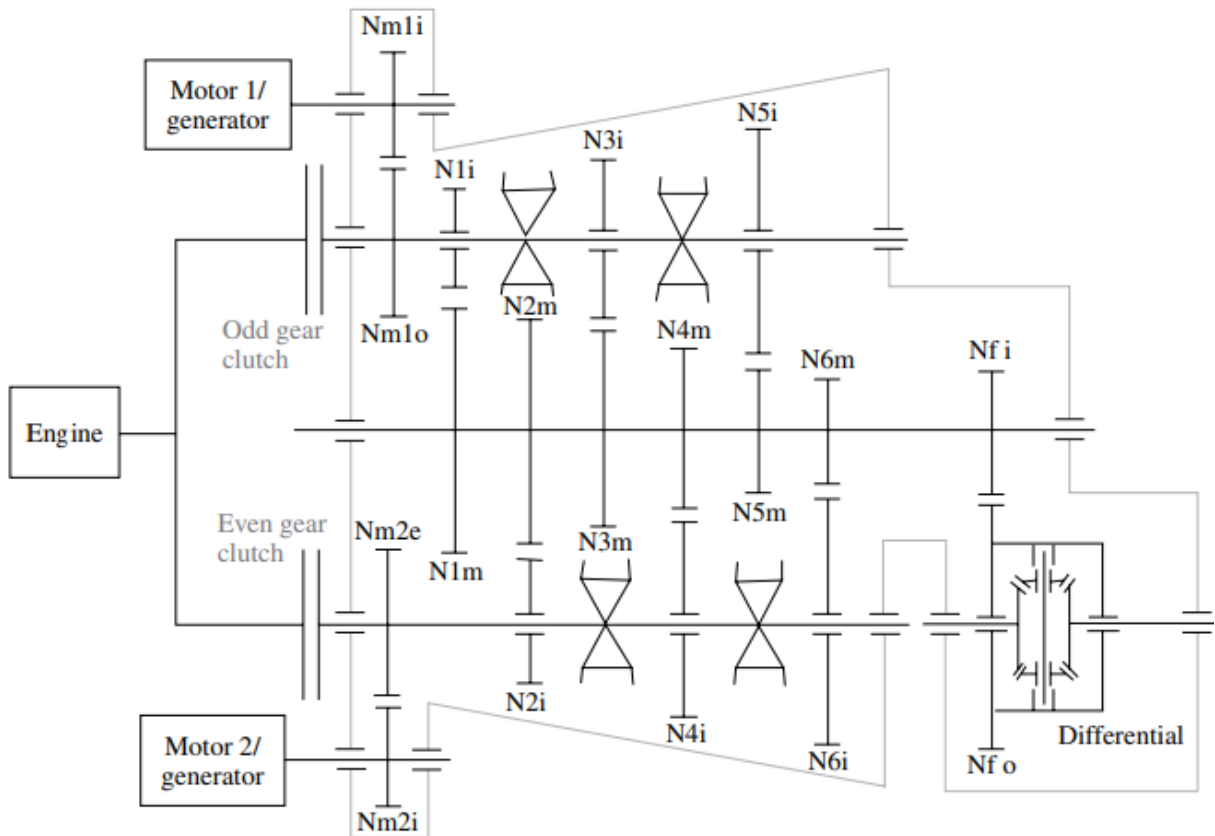 Nm1i
Motor 1/
generator
N5i
N3i
N1i
N2m
Nm1o
N4m
Odd gear
clutch
N6m
Nf i
Engine
N5m
Even gear
clutch
Nm2e
N3m
N1m
N2i
N4i
Motor 2/
generator
Differential
N6i
Nf o
Nm2i